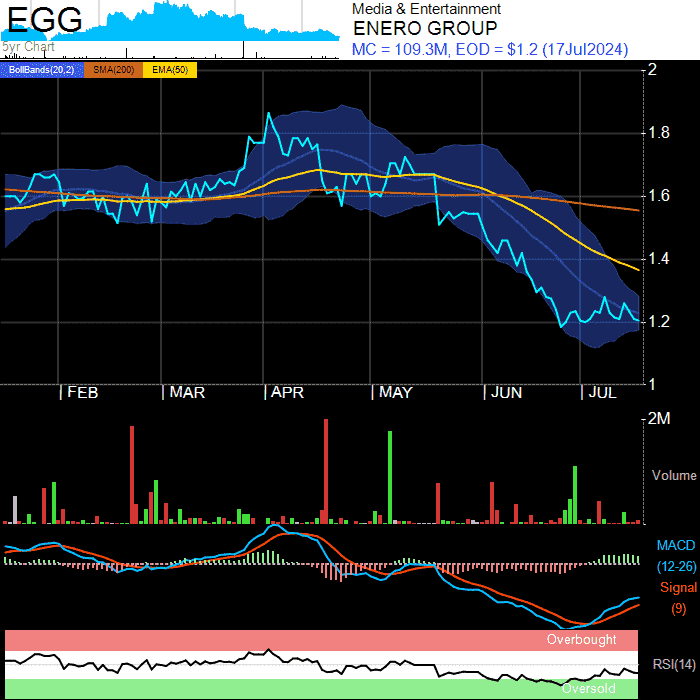 EGG
5yr Chart
Media & Entertainment
ENERO GROUP
MC = 109.3M, EOD = $1.2 (17Jul2024)
BollBands(20,2) SMA(200) EMA(50)
2
1.8
1.6
1.4
1.2
1
FEB MAR APR MAY JUN JUL
2M
Volume
MACD
(12-26)
Signal
(9)
Overbought
RSI(14)
Oversold